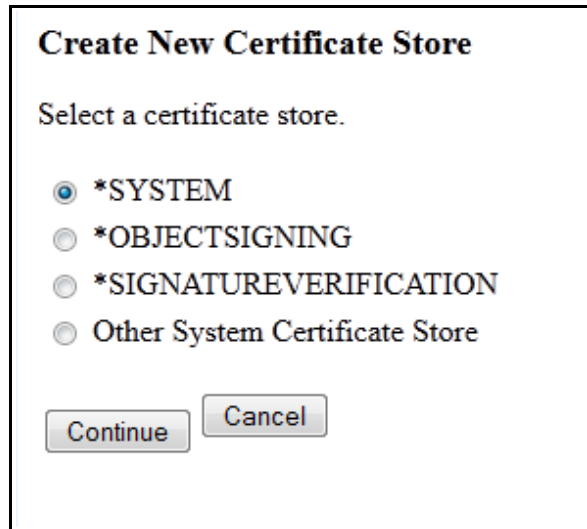 Create New Certificate Store
Select a certificate store.
*SYSTEM
*OBJECTSIGNING
*SIGNATUREVERIFICATION
Other System Certificate Store
Continue Cancel